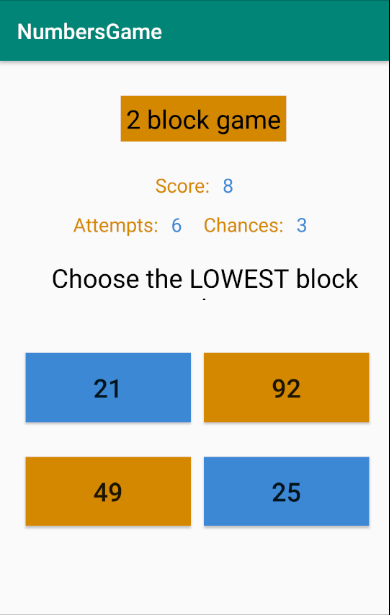 NumbersGame
2 block game
Score: 8
Attempts: 6 Chances: 3
Choose the LOWEST block
21 92
49 25